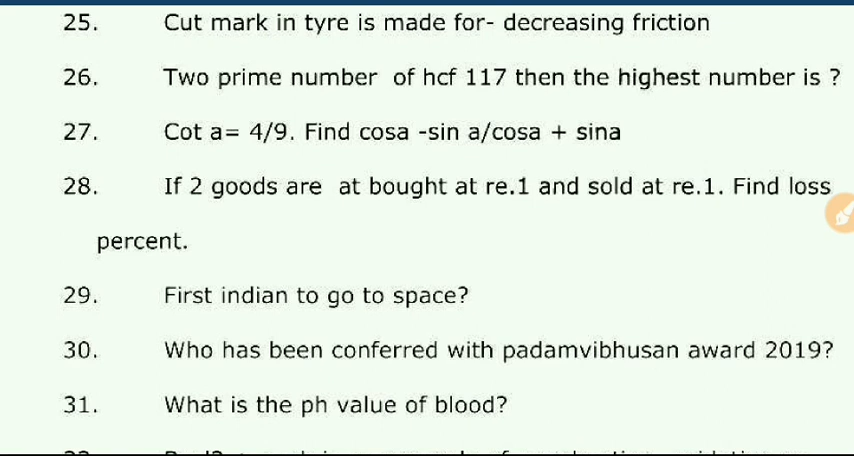 25. Cut mark in tyre is made for- decreasing friction
26. Two prime number of hcf 117 then the highest number is ?
27. Cot a= 4/9. Find cosa -sin a/cosa + sina
28. If 2 goods are at bought at re.1 and sold at re.1. Find loss
percent.
29. First indian to go to space?
30. Who has been conferred with padamvibhusan award 2019?
31. What is the ph value of blood?